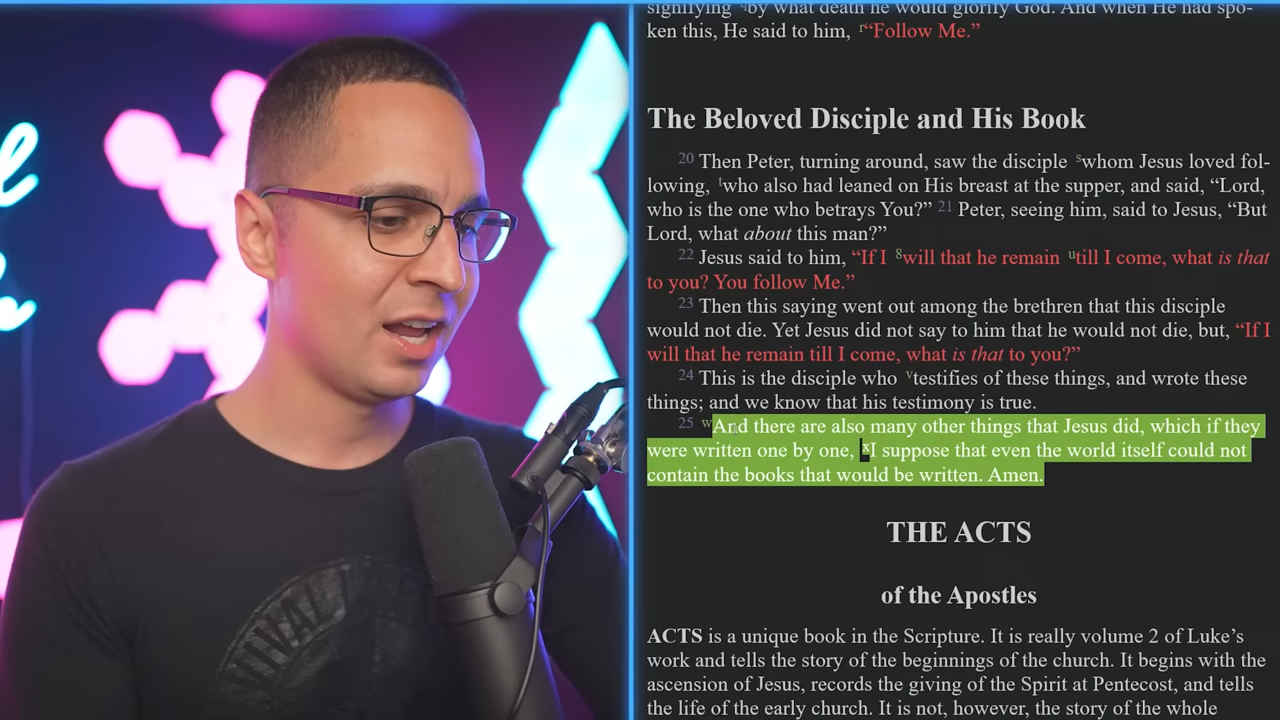 signifying qby what death he would glorify God. And when He had spo-
ken this, He said to him, r“Follow Me.”
The Beloved Disciple and His Book
20 Then Peter, turning around, saw the disciple swhom Jesus loved fol-
lowing, twho also had leaned on His breast at the supper, and said, “Lord,
who is the one who betrays You?” 21 Peter, seeing him, said to Jesus, “But
Lord, what about this man?”
22 Jesus said to him, “If I 8will that he remain utill I come, what is that
to you? You follow Me.”
23 Then this saying went out among the brethren that this disciple
would not die. Yet Jesus did not say to him that he would not die, but, “If I
will that he remain till I come, what is that to you?”
24 This is the disciple who vtestifies of these things, and wrote these
things; and we know that his testimony is true.
25 wAnd there are also many other things that Jesus did, which if they
were written one by one, xI suppose that even the world itself could not
contain the books that would be written. Amen.
THE ACTS
of the Apostles
ACTS is a unique book in the Scripture. It is really volume 2 of Luke’s
work and tells the story of the beginnings of the church. It begins with the
ascension of Jesus, records the giving of the Spirit at Pentecost, and tells
the life of the early church. It is not, however, the story of the whole